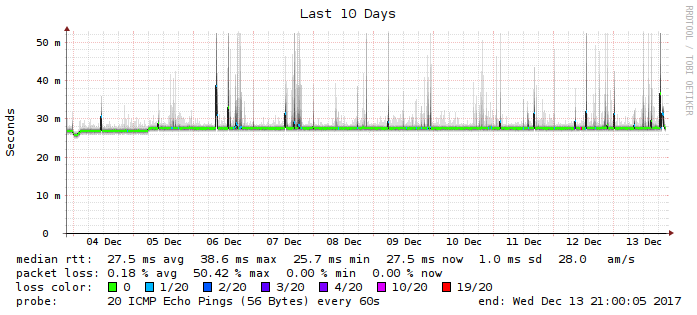 Last 10 Days
RRDTOOL / TOBI OETIKER
Seconds
50 m
40 m
30 m
20 m
10 m
0
04 Dec 05 Dec 06 Dec 07 Dec 08 Dec 09 Dec 10 Dec 11 Dec 12 Dec 13 Dec
median rtt: 27.5 ms avg 38.6 ms max 25.7 ms min 27.5 ms now 1.0 ms sd 28.0 am/s
packet loss: 0.18 % avg 50.42 % max 0.00 % min 0.00 % now
loss color: 0 1/20 2/20 3/20 4/20 10/20 19/20
probe: 20 ICMP Echo Pings (56 Bytes) every 60s end: Wed Dec 13 21:00:05 2017